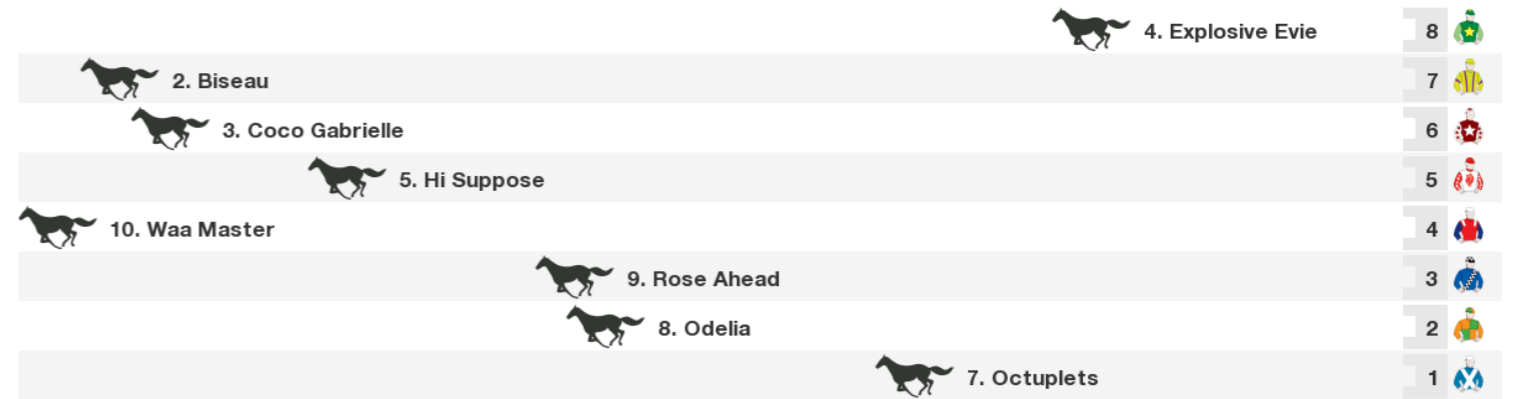 4. Explosive Evie 8
2. Biseau 7
3. Coco Gabrielle 6
5. Hi Suppose 5
10. Waa Master 4
9. Rose Ahead 3
8. Odelia 2
7. Octuplets 1